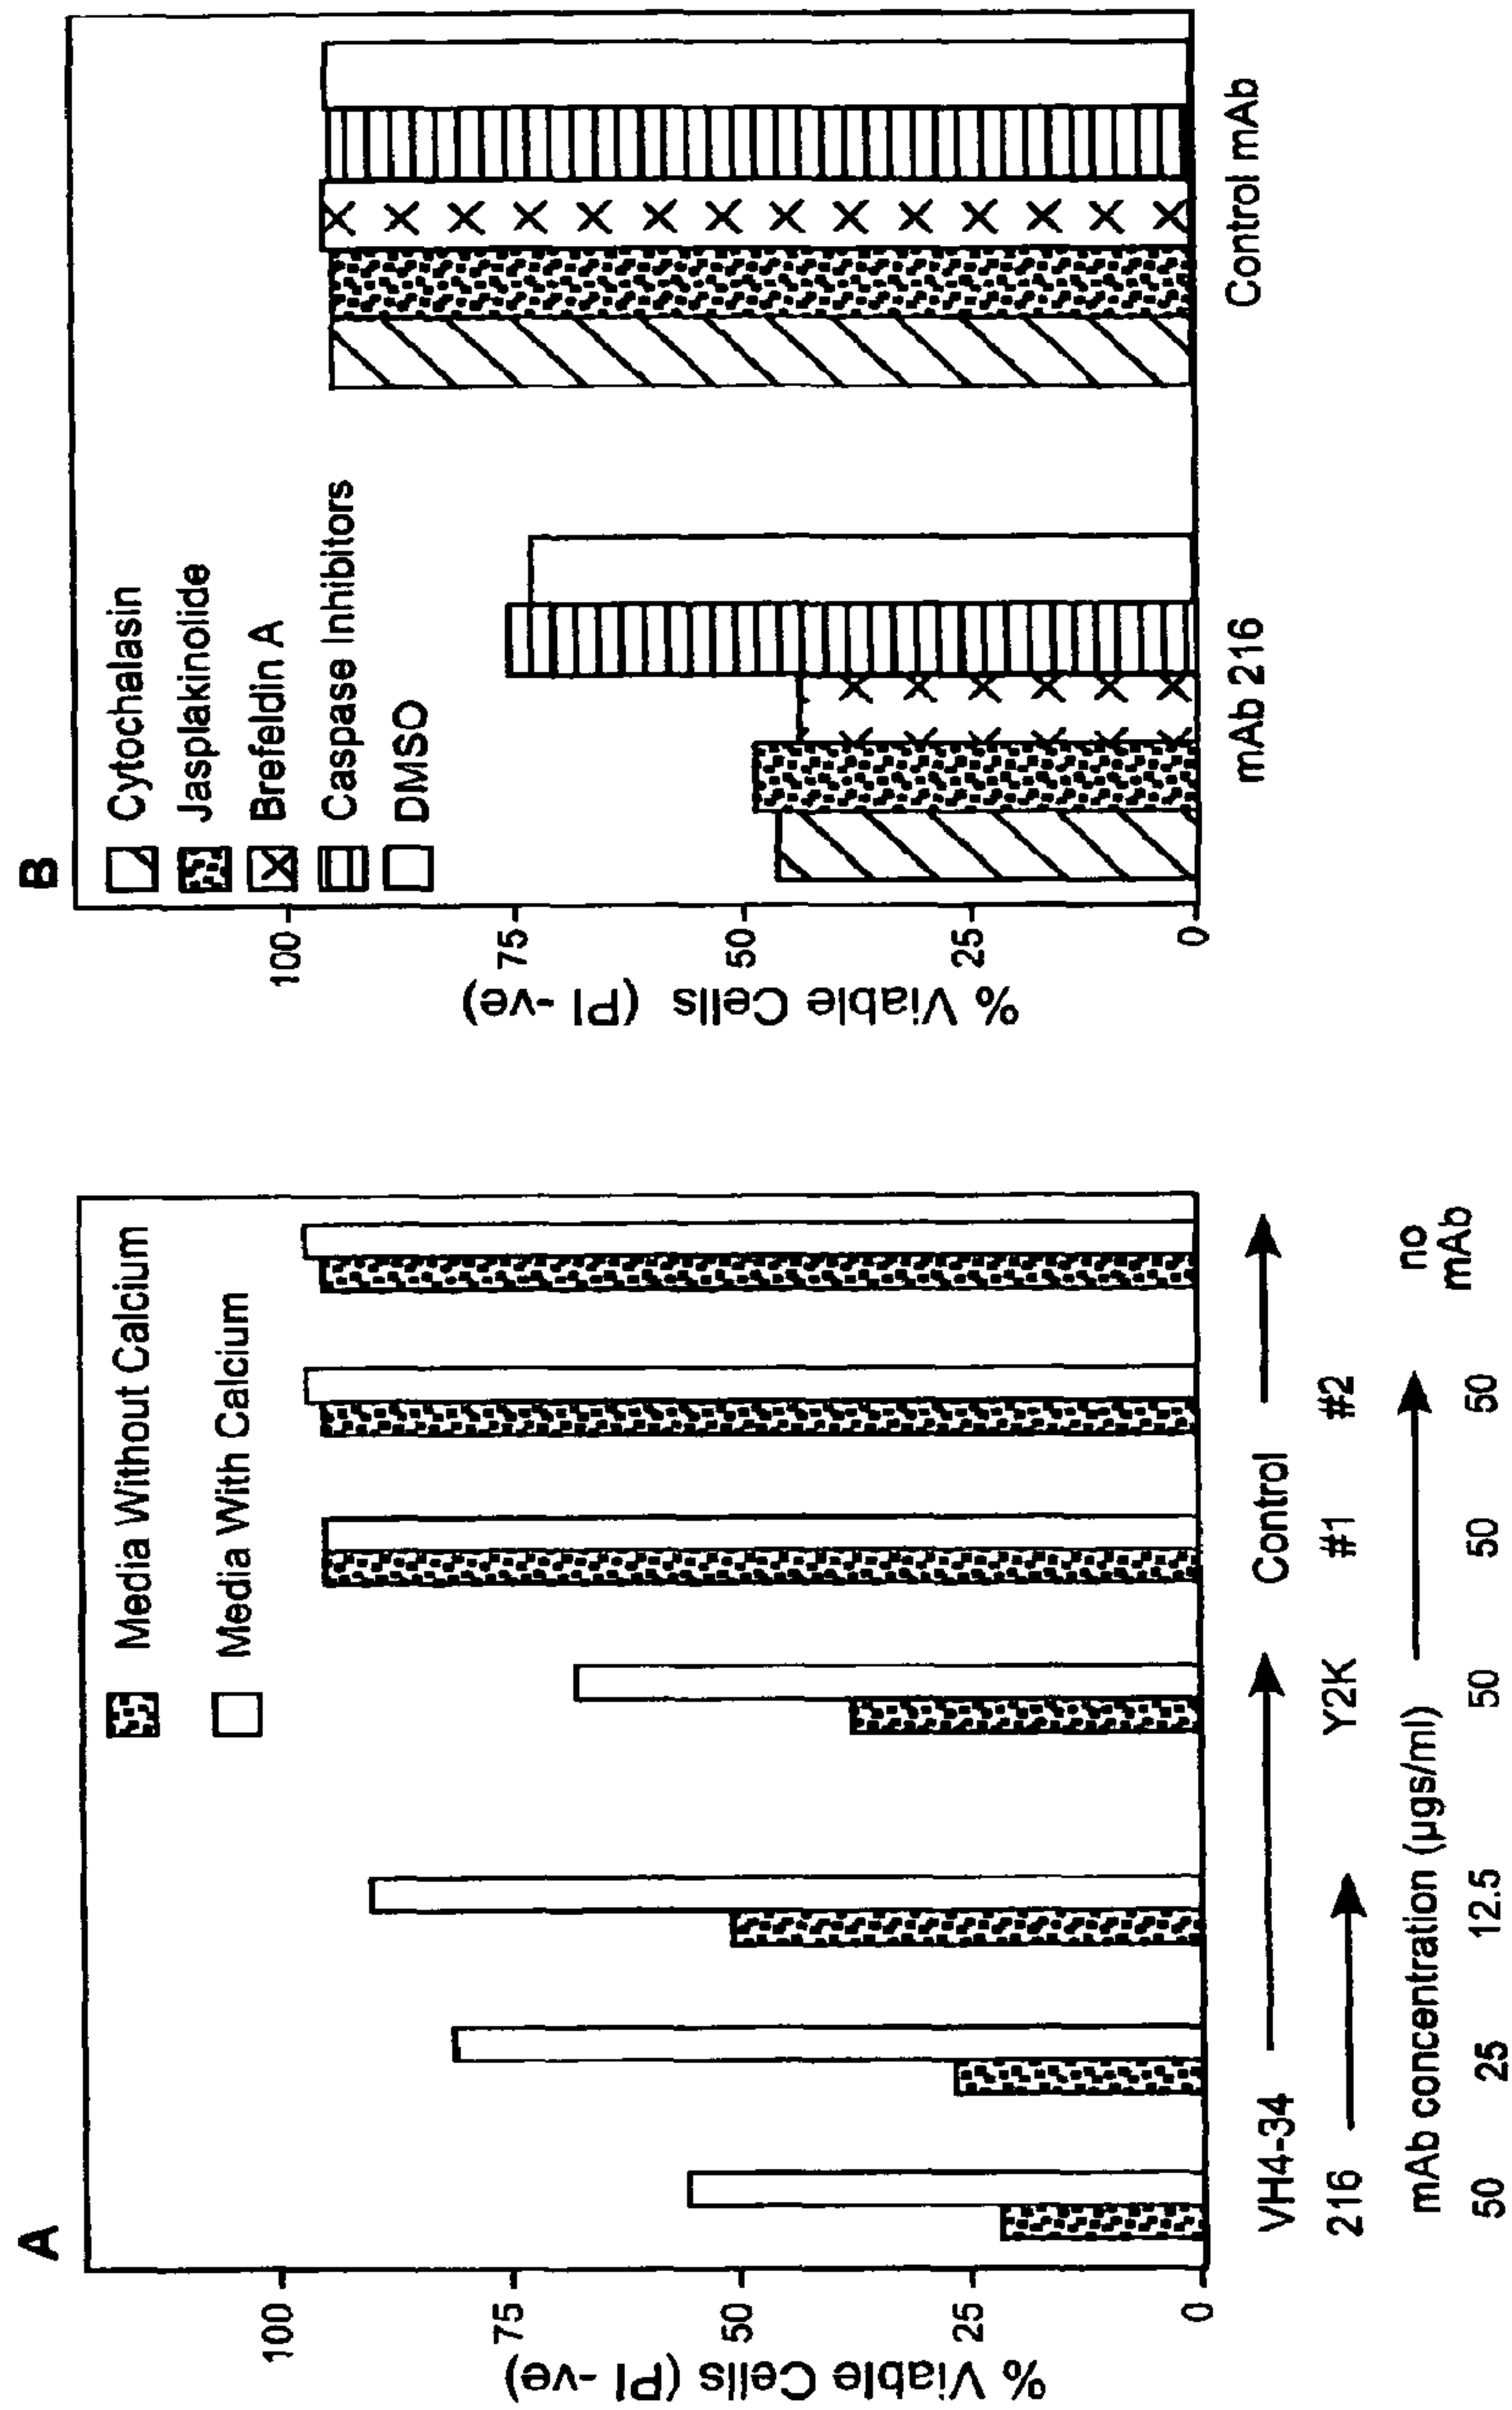 A
% Viable Cells (PI -ve)
100
75
50
25
0
Media Without Calcium
Media With Calcium
VH4-34
Control
216
Y2K
#1
#2
mAb concentration (µgs/ml)
no
mAb
50
25
12.5
50
50
50
B
% Viable Cells (PI -ve)
100
75
50
25
0
Cytochalasin
Jasplakinolide
Brefeldin A
Caspase Inhibitors
DMSO
mAb 216
Control mAb